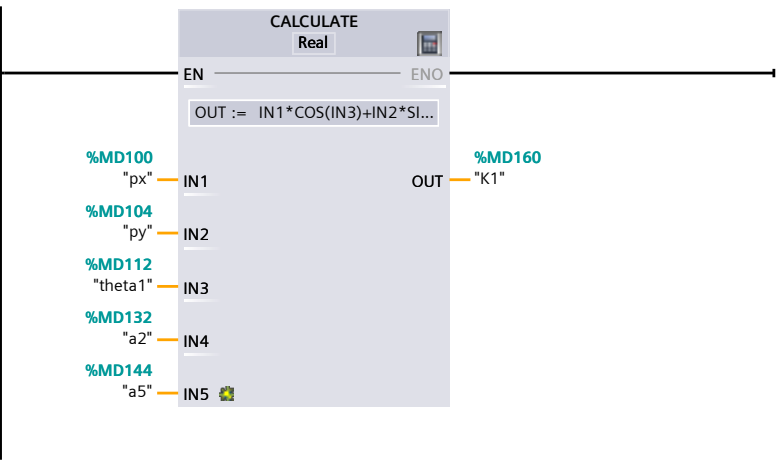 CALCULATE
Real
EN
ENO
OUT := IN1*COS(IN3)+IN2*SI...
%MD100
"px"
IN1
OUT
%MD160
"K1"
%MD104
"py"
IN2
%MD112
"theta1"
IN3
%MD132
"a2"
IN4
%MD144
"a5"
IN5